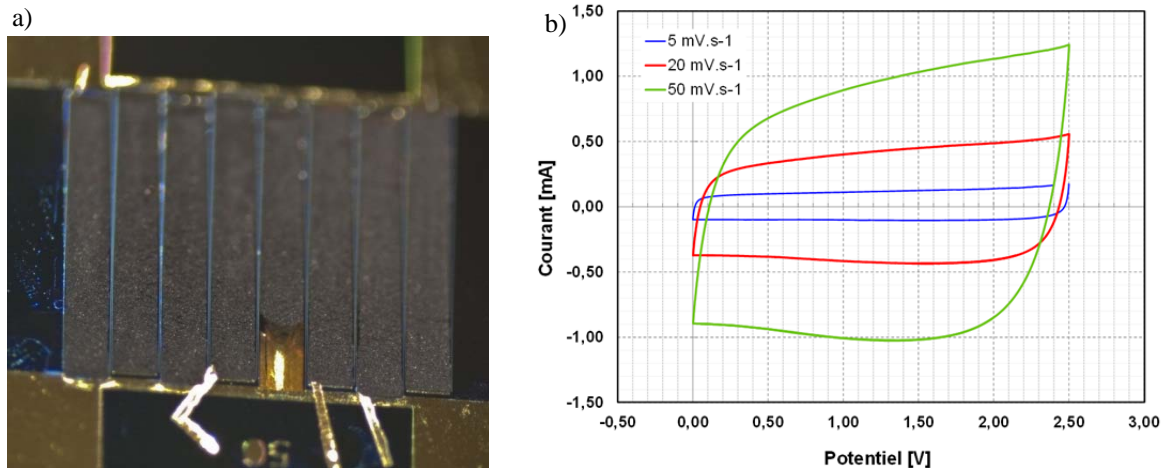 a)
b)
1,50
1,00
0,50
0,00
-0,50
-1,00
-1,50
5 mV.s-1
20 mV.s-1
50 mV.s-1
Courant [mA]
-0,50 0,00 0,50 1,00 1,50 2,00 2,50 3,00
Potentiel [V]